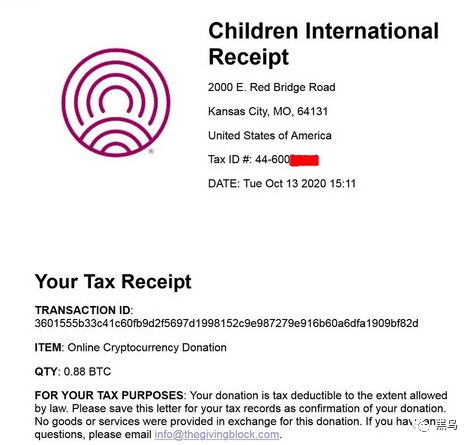 Children International
Receipt
2000 E. Red Bridge Road
Kansas City, MO, 64131
United States of America
Tax ID #: 44-600
DATE: Tue Oct 13 2020 15:11
®
Your Tax Receipt
TRANSACTION ID:
3601555b33c41c60fb9d2f5697d1998152c9e987279e916b60a6dfa1909bf82d
ITEM: Online Cryptocurrency Donation
QTY: 0.88 BTC
FOR YOUR TAX PURPOSES: Your donation is tax deductible to the extent allowed
by law. Please save this letter for your tax records as confirmation of your donation.
No goods or services were provided in exchange for this donation. If you have
questions, please email info@thegivingblock.com.
黑鸟